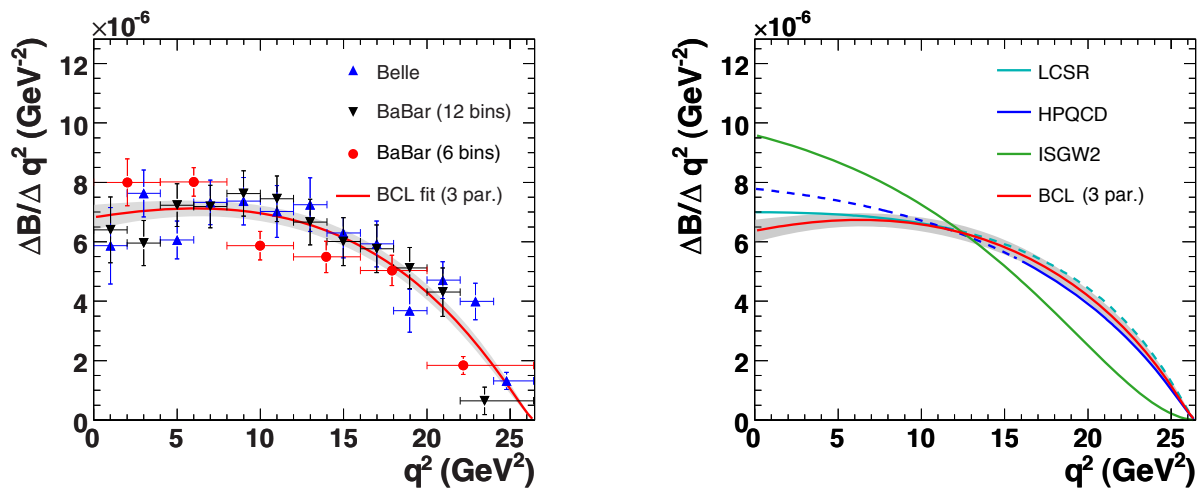 ×10⁻⁶
ΔB/Δ q² (GeV⁻²)
12
10
8
6
4
2
0
0 5 10 15 20 25
q² (GeV²)
Belle
BaBar (12 bins)
BaBar (6 bins)
BCL fit (3 par.)
×10⁻⁶
ΔB/Δ q² (GeV⁻²)
12
10
8
6
4
2
0
0 5 10 15 20 25
q² (GeV²)
LCSR
HPQCD
ISGW2
BCL (3 par.)